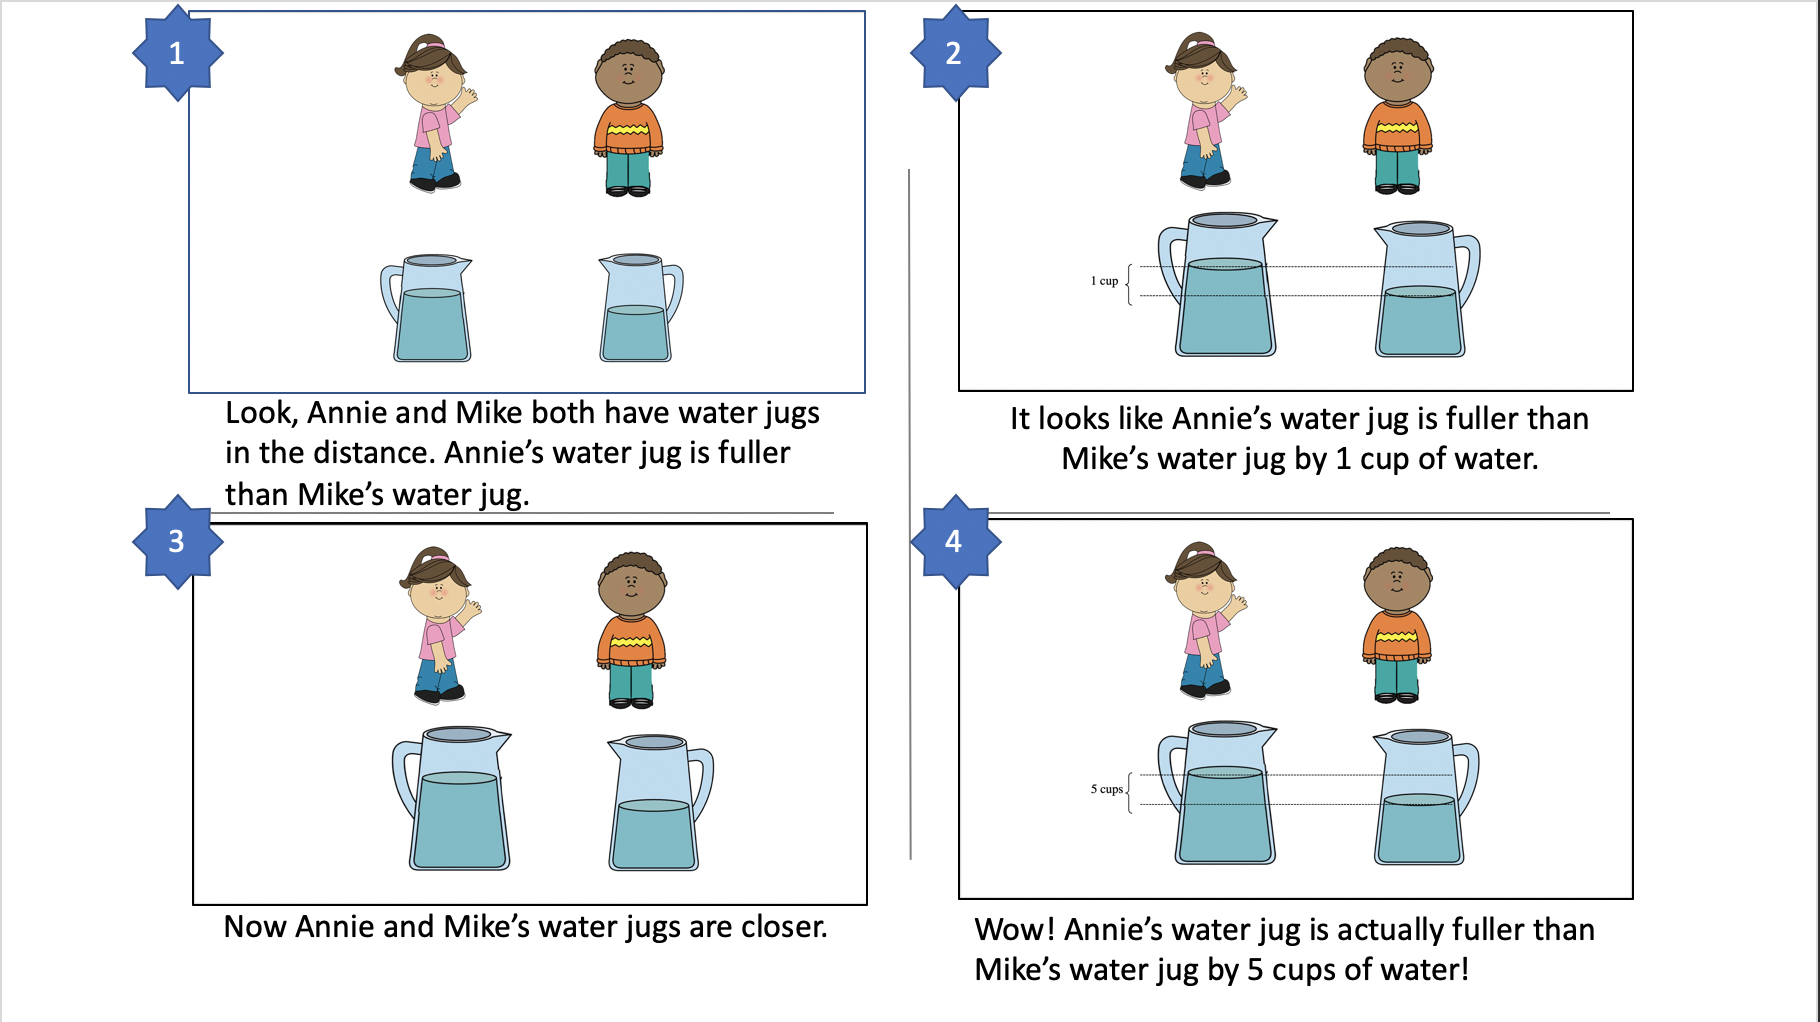 1
Look, Annie and Mike both have water jugs
in the distance. Annie’s water jug is fuller
than Mike’s water jug.
2
1 cup
It looks like Annie’s water jug is fuller than
Mike’s water jug by 1 cup of water.
3
Now Annie and Mike’s water jugs are closer.
4
5 cups
Wow! Annie’s water jug is actually fuller than
Mike’s water jug by 5 cups of water!